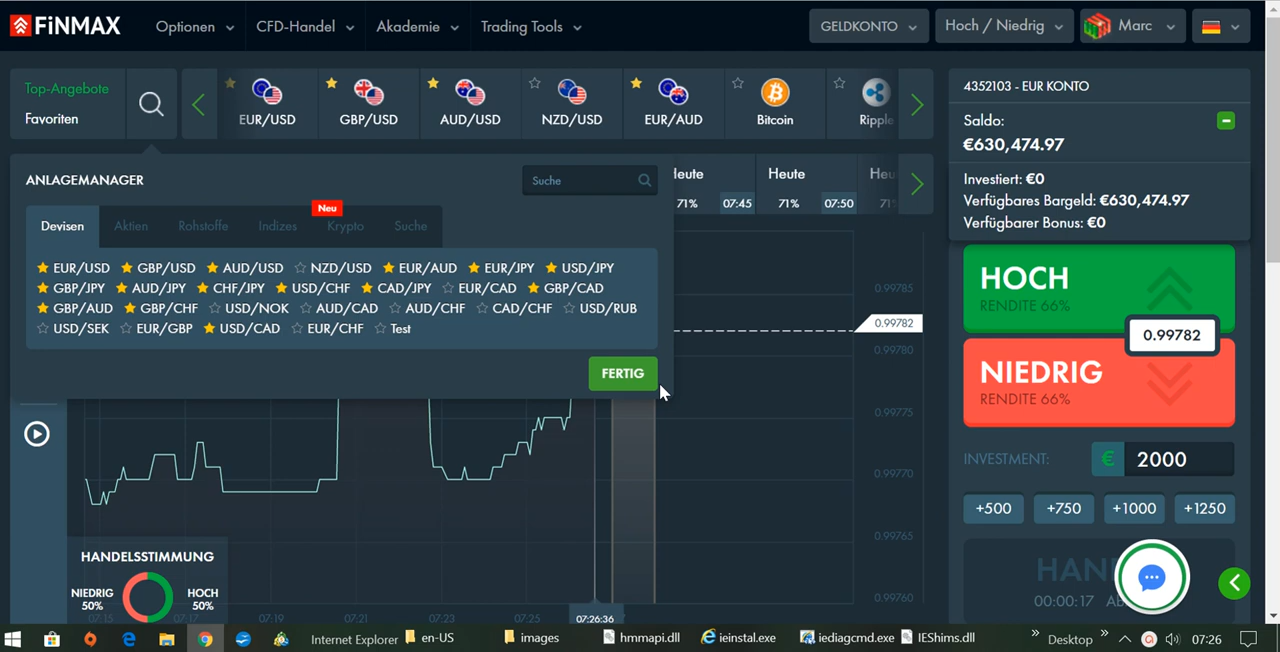 FiNMAX
Optionen
CFD-Handel
Akademie
Trading Tools
GELDKONTO
Hoch / Niedrig
Marc
Top-Angebote
Favoriten
EUR/USD
GBP/USD
AUD/USD
NZD/USD
EUR/AUD
Bitcoin
Ripple
4352103 - EUR KONTO
Saldo:
€630,474.97
Investiert: €0
Verfügbares Bargeld: €630,474.97
Verfügbarer Bonus: €0
ANLAGEMANAGER
Suche
Heute
71% 07:45
Heute
71% 07:50
Neu
Devisen Aktien Rohstoffe Indizes Krypto Suche
EUR/USD GBP/USD AUD/USD NZD/USD EUR/AUD EUR/JPY USD/JPY
GBP/JPY AUD/JPY CHF/JPY USD/CHF CAD/JPY EUR/CAD GBP/CAD
GBP/AUD GBP/CHF USD/NOK AUD/CAD AUD/CHF CAD/CHF USD/RUB
USD/SEK EUR/GBP USD/CAD EUR/CHF Test
FERTIG
0.99785
0.99782
0.99780
0.99775
0.99770
0.99765
0.99760
HOCH
RENDITE 66%
0.99782
NIEDRIG
RENDITE 66%
INVESTMENT: € 2000
+500 +750 +1000 +1250
00:00:17
HANDELSSTIMMUNG
NIEDRIG
50%
HOCH
50%
07:15 07:17 07:19 07:21 07:23 07:25 07:26:36
Internet Explorer en-US images hmmapi.dll ieinstal.exe iediagcmd.exe IEShims.dll » Desktop » 07:26